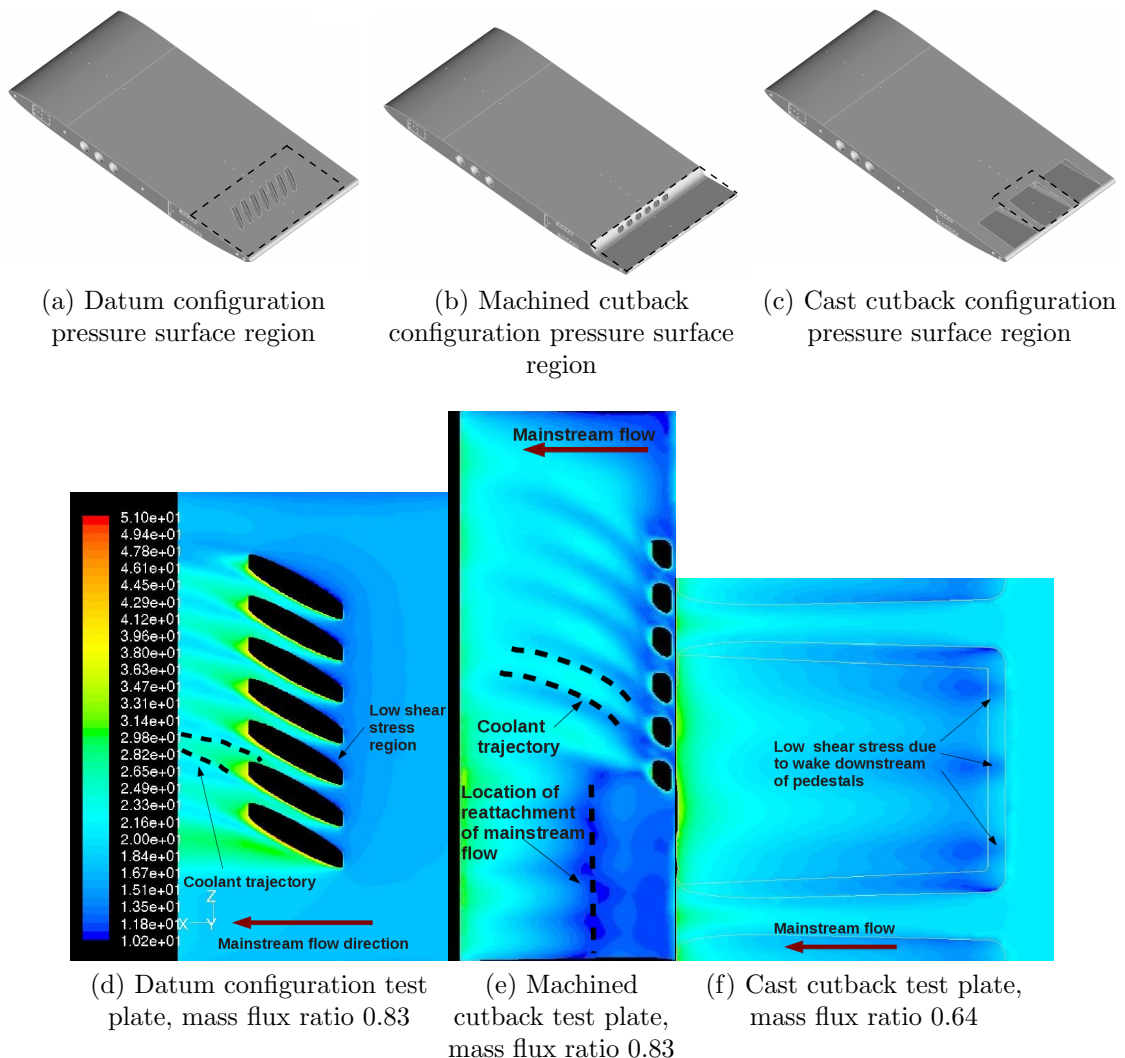 (a) Datum configuration
pressure surface region
(b) Machined cutback
configuration pressure surface
region
(c) Cast cutback configuration
pressure surface region
5.10e+01
4.94e+01
4.78e+01
4.61e+01
4.45e+01
4.29e+01
4.12e+01
3.96e+01
3.80e+01
3.63e+01
3.47e+01
3.31e+01
3.14e+01
2.98e+01
2.82e+01
2.65e+01
2.49e+01
2.33e+01
2.16e+01
2.00e+01
1.84e+01
1.67e+01
1.51e+01
1.35e+01
1.18e+01
1.02e+01
Low shear
stress
region
Coolant trajectory
Z
X
Y
Mainstream flow direction
(d) Datum configuration test
plate, mass flux ratio 0.83
Mainstream flow
Coolant
trajectory
Location of
reattachment
of mainstream
flow
(e) Machined
cutback test plate,
mass flux ratio 0.83
Low shear stress due
to wake downstream
of pedestals
Mainstream flow
(f) Cast cutback test plate,
mass flux ratio 0.64